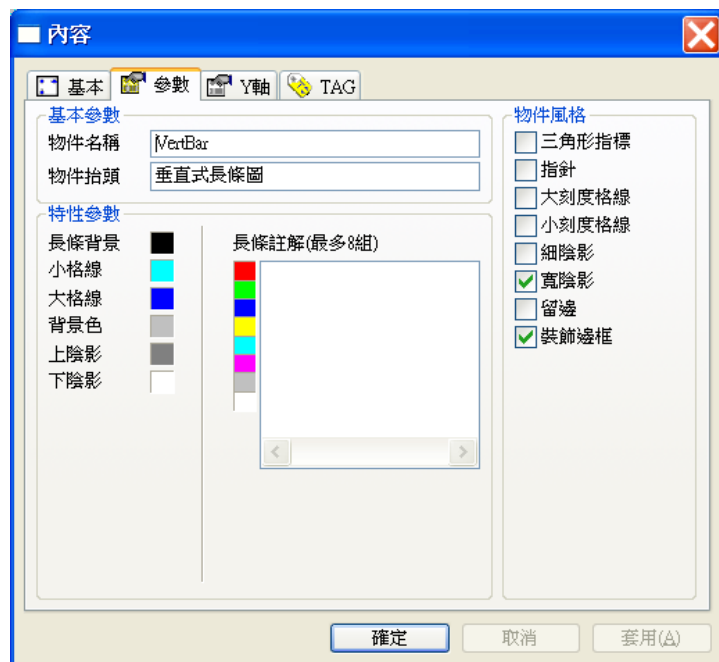 內容
基本 參數 Y軸 TAG
基本參數
物件名稱 VertBar
物件抬頭 垂直式長條圖
特性參數
長條背景
小格線
大格線
背景色
上陰影
下陰影
長條註解(最多8組)
物件風格
三角形指標
指針
大刻度格線
小刻度格線
細陰影
寬陰影
留邊
裝飾邊框
確定 取消 套用(A)